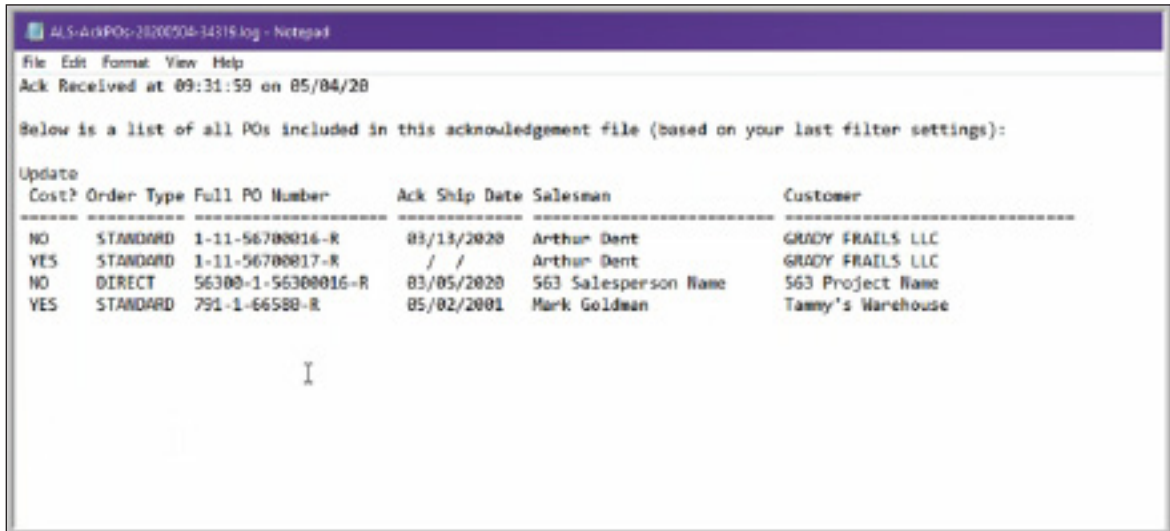 ALS-AckPOs-20200504-34319.log - Notepad
File Edit Format View Help
Ack Received at 09:31:59 on 05/04/20
Below is a list of all POs included in this acknowledgement file (based on your last filter settings):
Update
Cost? Order Type Full PO Number Ack Ship Date Salesman Customer
------ ---------- -------------------- ------------- ------------------------- ------------------------------
NO STANDARD 1-11-56700016-R 03/13/2020 Arthur Dent GRADY FRAILS LLC
YES STANDARD 1-11-56700017-R / / Arthur Dent GRADY FRAILS LLC
NO DIRECT 56300-1-56300016-R 03/05/2020 563 Salesperson Name 563 Project Name
YES STANDARD 791-1-66580-R 05/02/2001 Mark Goldman Tammy's Warehouse